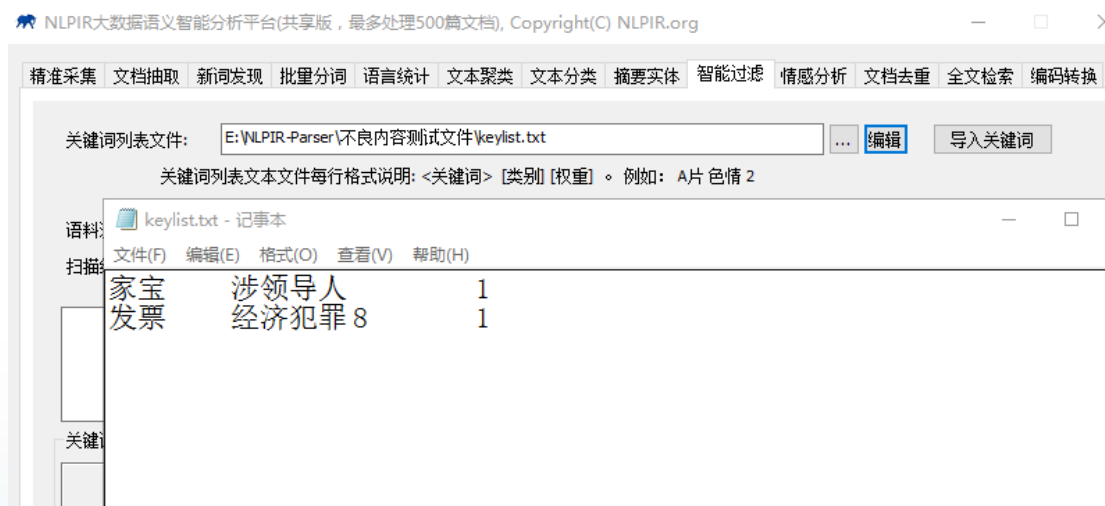 NLPIR大数据语义智能分析平台(共享版，最多处理500篇文档), Copyright(C) NLPIR.org
精准采集 文档抽取 新词发现 批量分词 语言统计 文本聚类 文本分类 摘要实体 智能过滤 情感分析 文档去重 全文检索 编码转换
关键词列表文件: E:\NLPIR-Parser\不良内容测试文件\keylist.txt ... 编辑 导入关键词
关键词列表文本文件每行格式说明: <关键词> [类别] [权重] 。例如： A片 色情 2
语料
keylist.txt - 记事本
扫描
文件(F) 编辑(E) 格式(O) 查看(V) 帮助(H)
家宝 涉领导人 1
发票 经济犯罪8 1
关键